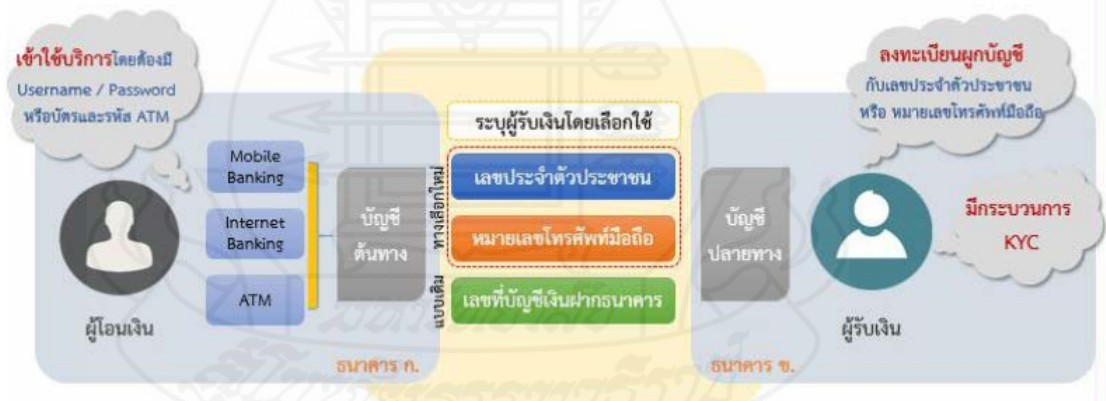 เข้าใช้บริการโดยต้องมี
Username / Password
หรือบัตรและรหัส ATM
Mobile
Banking
Internet
Banking
ATM
ผู้โอนเงิน
บัญชี
ต้นทาง
ธนาคาร ก.
ระบุผู้รับเงินโดยเลือกใช้
ทางเลือกใหม่
เลขประจำตัวประชาชน
หมายเลขโทรศัพท์มือถือ
แบบเดิม
เลขที่บัญชีเงินฝากธนาคาร
บัญชี
ปลายทาง
ธนาคาร ข.
ลงทะเบียนผูกบัญชี
กับเลขประจำตัวประชาชน
หรือ หมายเลขโทรศัพท์มือถือ
มีกระบวนการ
KYC
ผู้รับเงิน